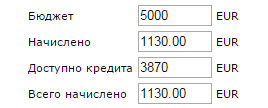 Бюджет 5000 EUR
Начислено 1130.00 EUR
Доступно кредита 3870 EUR
Всего начислено 1130.00 EUR